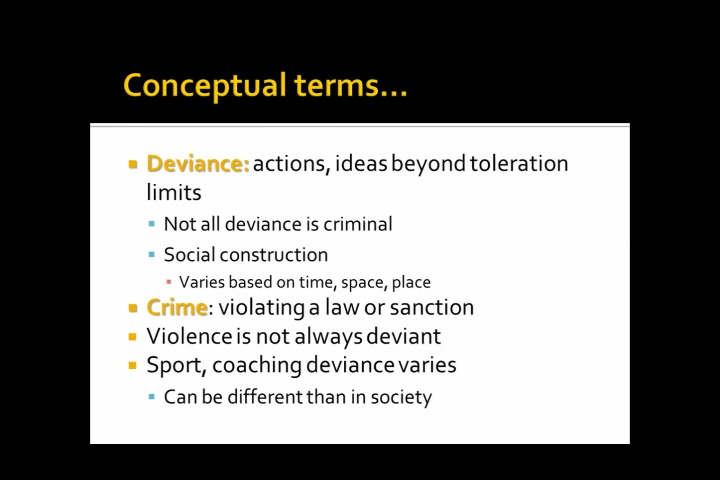 Conceptual terms...
Deviance: actions, ideas beyond toleration
limits
Not all deviance is criminal
Social construction
Varies based on time, space, place
Crime: violating a law or sanction
Violence is not always deviant
Sport, coaching deviance varies
Can be different than in society